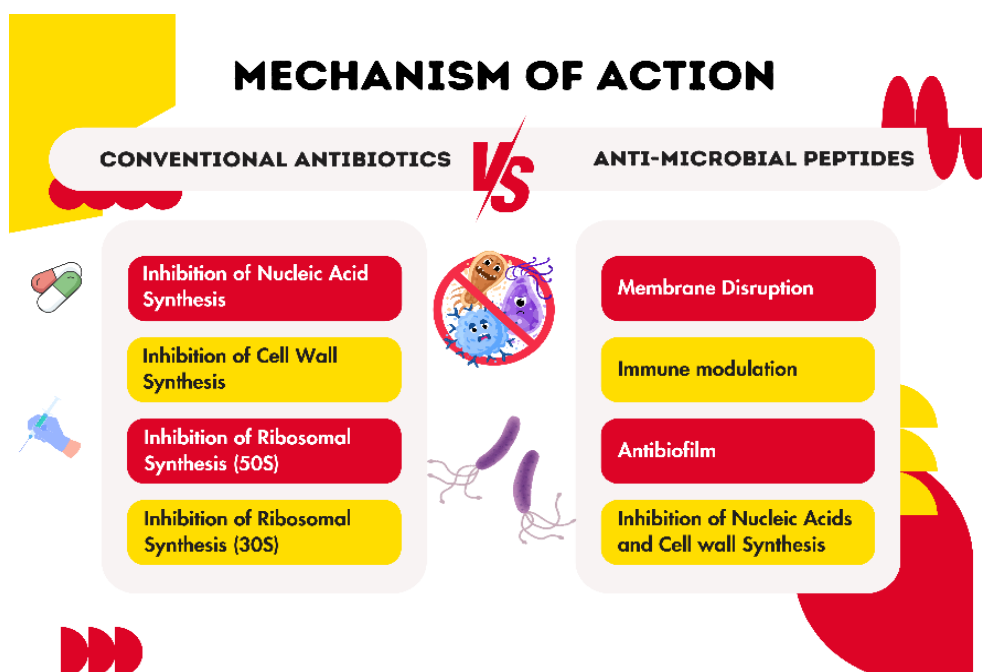 MECHANISM OF ACTION
CONVENTIONAL ANTIBIOTICS
VS
ANTI-MICROBIAL PEPTIDES
Inhibition of Nucleic Acid
Synthesis
Inhibition of Cell Wall
Synthesis
Inhibition of Ribosomal
Synthesis (50S)
Inhibition of Ribosomal
Synthesis (30S)
Membrane Disruption
Immune modulation
Antibiofilm
Inhibition of Nucleic Acids
and Cell wall Synthesis